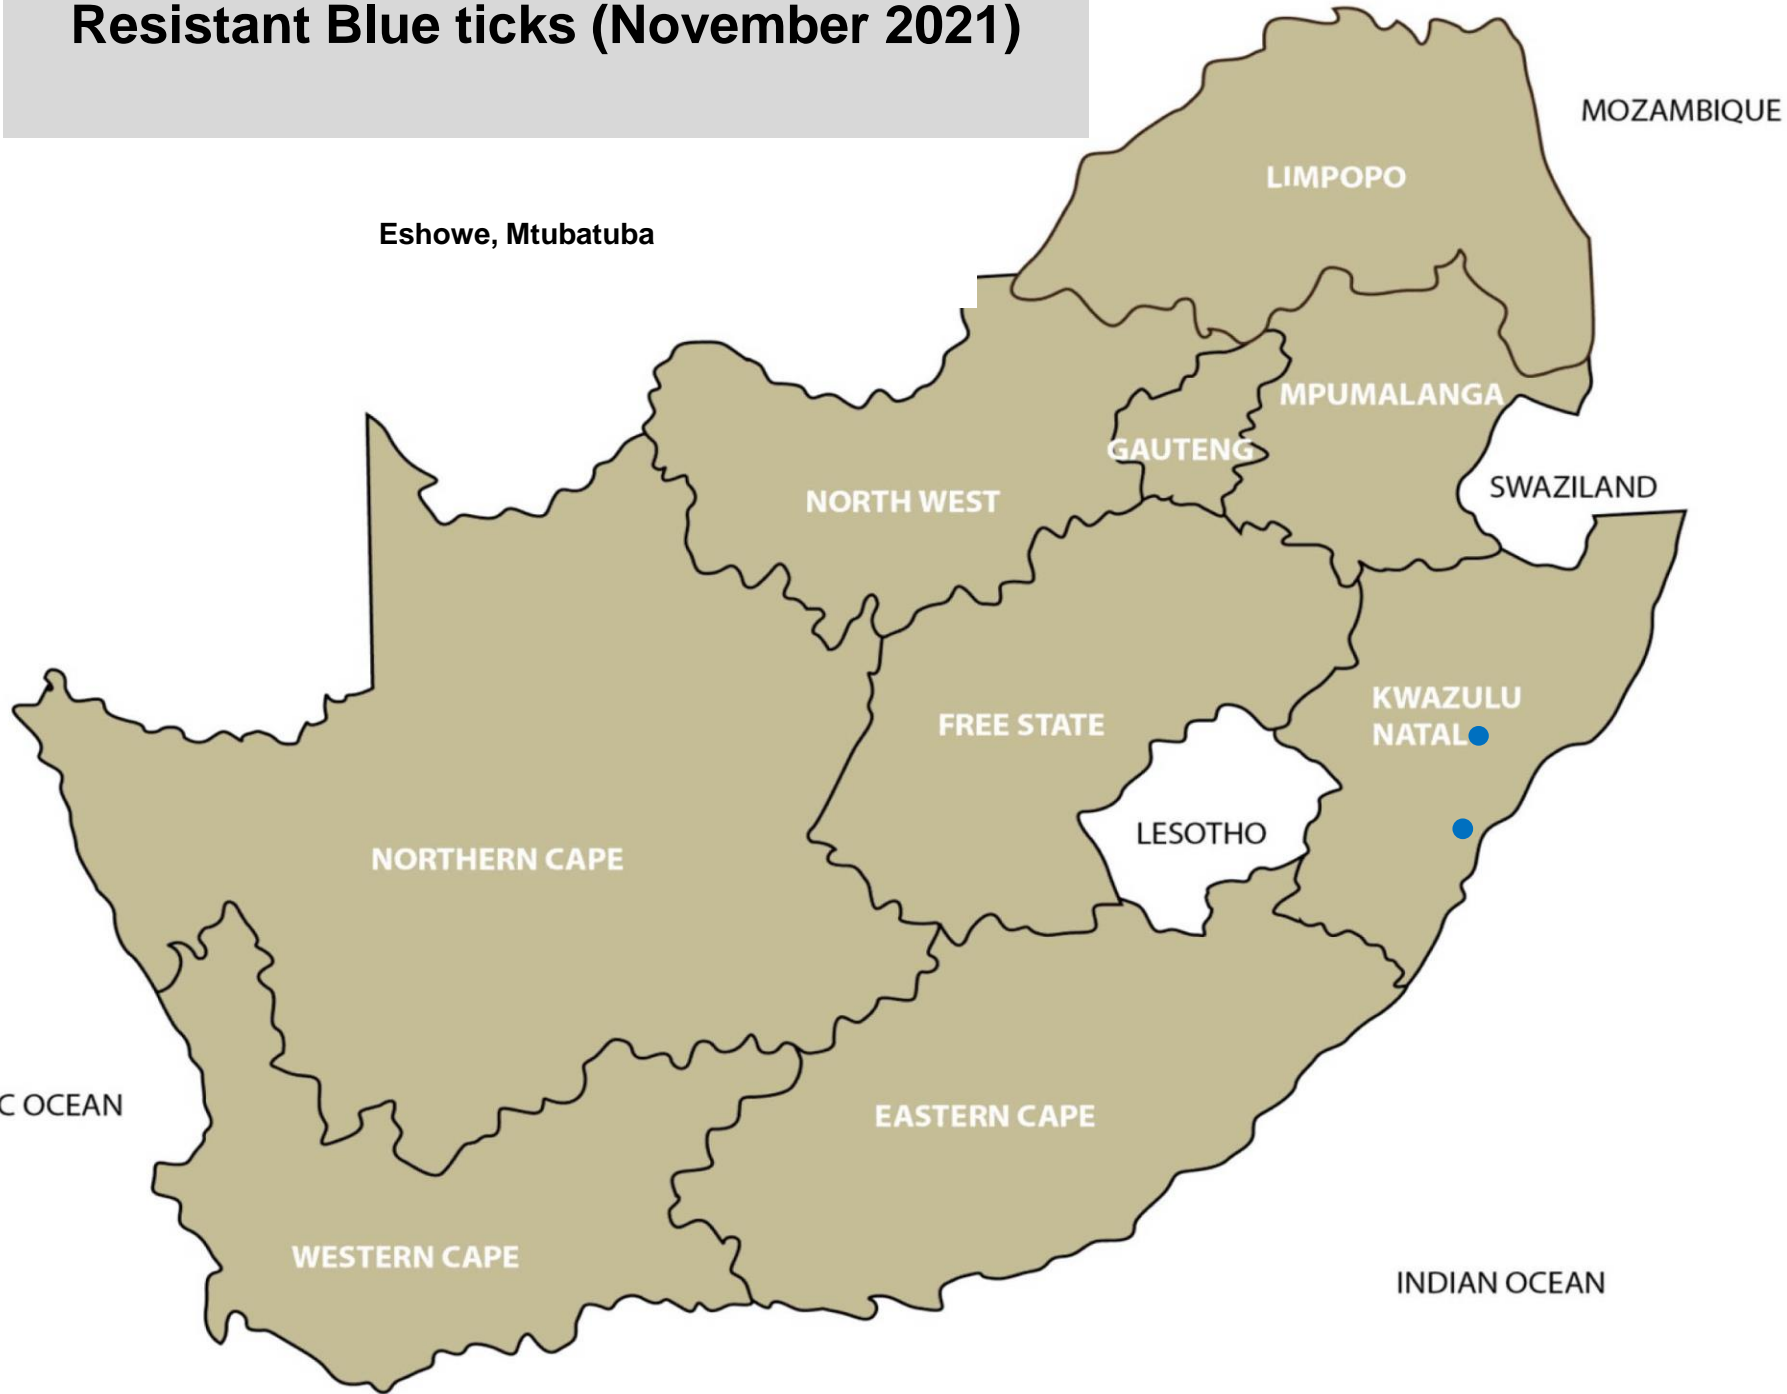 Resistant Blue ticks (November 2021)
MOZAMBIQUE
LIMPOPO
Eshowe, Mtubatuba
MPUMALANGA
GAUTENG
SWAZILAND
NORTH WEST
KWAZULU
NATAL
FREE STATE
LESOTHO
NORTHERN CAPE
C OCEAN
EASTERN CAPE
WESTERN CAPE
INDIAN OCEAN